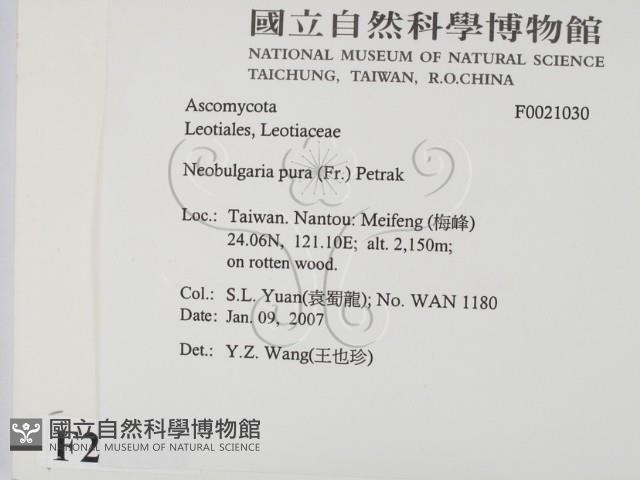 國立自然科學博物館
NATIONAL MUSEUM OF NATURAL SCIENCE
TAICHUNG, TAIWAN, R.O.CHINA
Ascomycota F0021030
Leotiales, Leotiaceae
Neobulgaria pura (Fr.) Petrak
Loc.: Taiwan. Nantou: Meifeng (梅峰)
24.06N, 121.10E; alt. 2,150m;
on rotten wood.
Col.: S.L. Yuan(袁蜀龍); No. WAN 1180
Date: Jan. 09, 2007
Det.: Y.Z. Wang(王也珍)
國立自然科學博物館
NATIONAL MUSEUM OF NATURAL SCIENCE
F2